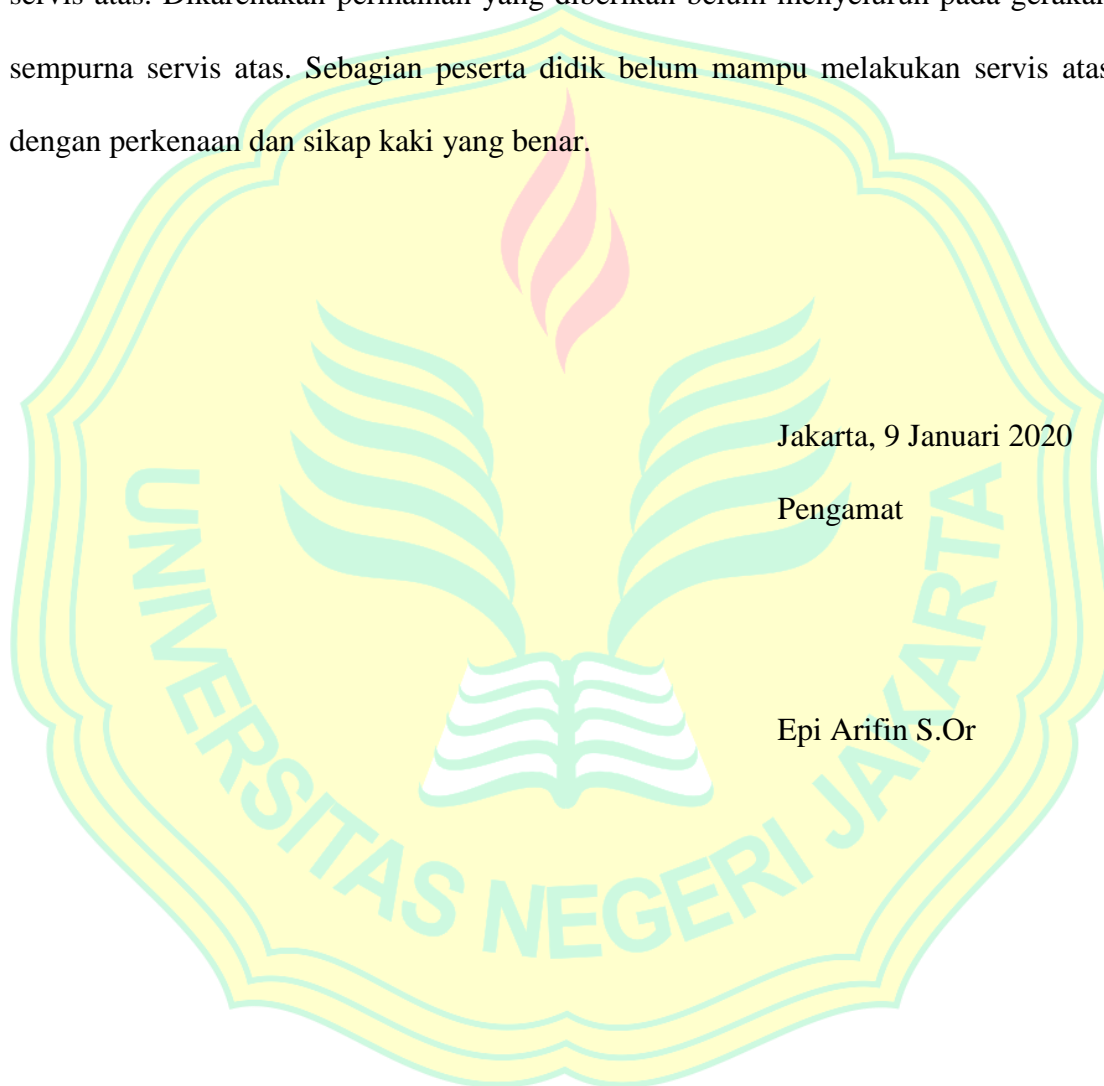 servis atas. Dikarenakan permainan yang diberikan belum menyeluruh pada gerakan
sempurna servis atas. Sebagian peserta didik belum mampu melakukan servis atas
dengan perkenaan dan sikap kaki yang benar.
Jakarta, 9 Januari 2020
Pengamat
Epi Arifin S.Or
UNIVERSITAS NEGERI JAKARTA